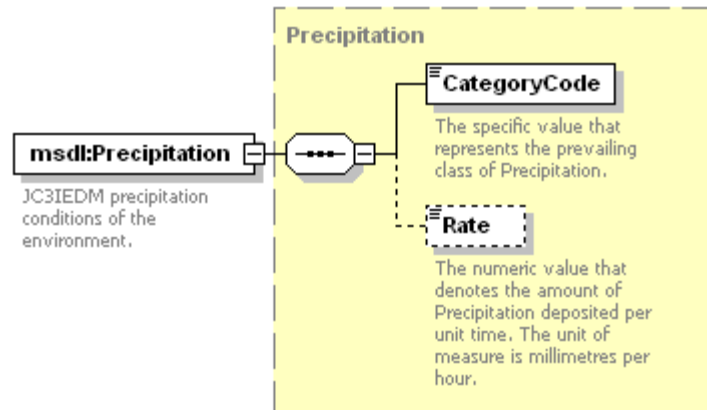 Precipitation
CategoryCode
The specific value that
represents the prevailing
class of Precipitation.
msdl:Precipitation
JC3IEDM precipitation
conditions of the
environment.
Rate
The numeric value that
denotes the amount of
Precipitation deposited per
unit time. The unit of
measure is millimetres per
hour.